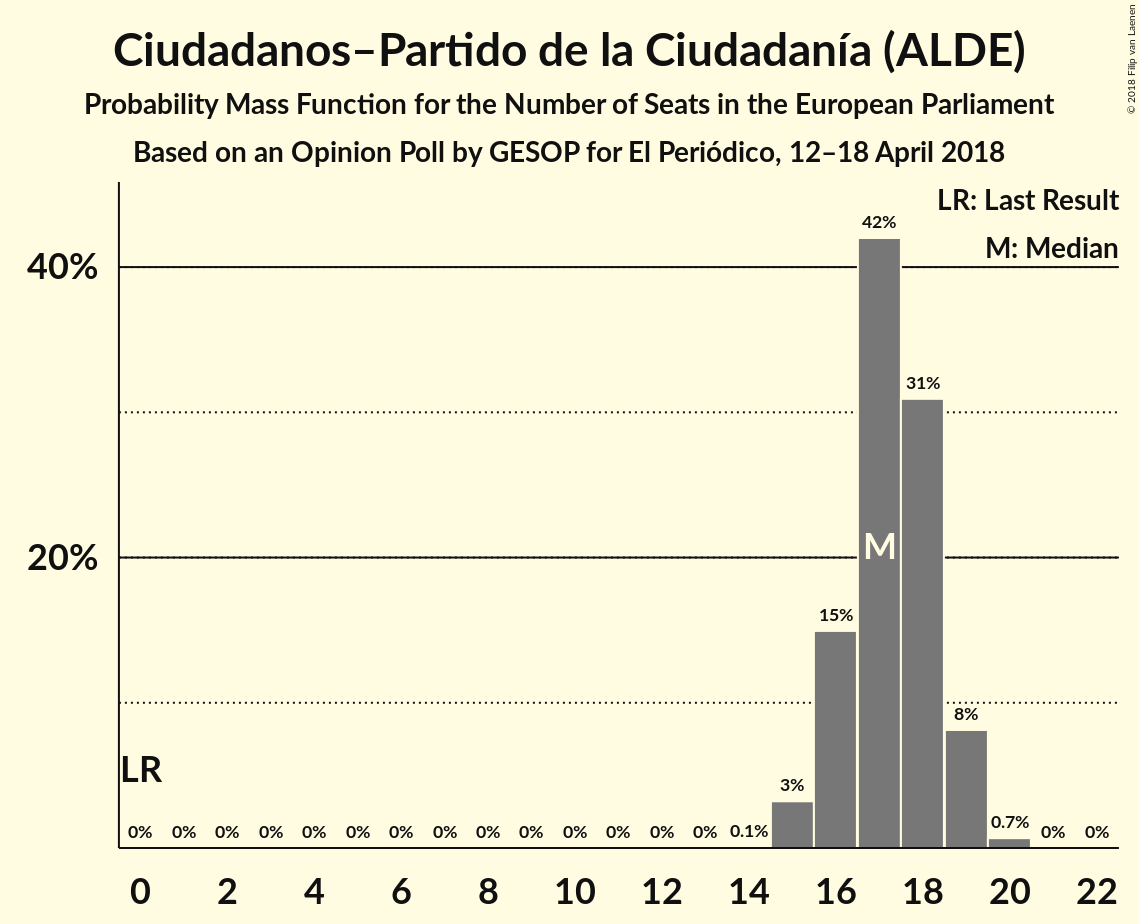 Ciudadanos–Partido de la Ciudadanía (ALDE)
Probability Mass Function for the Number of Seats in the European Parliament
Based on an Opinion Poll by GESOP for El Periódico, 12–18 April 2018
© 2018 Filip van Laenen
LR: Last Result
M: Median
42%
40%
31%
M
20%
15%
8%
LR
3%
0% 0% 0% 0% 0% 0% 0% 0% 0% 0% 0% 0% 0% 0% 0.1% 0.7% 0% 0%
0 2 4 6 8 10 12 14 16 18 20 22